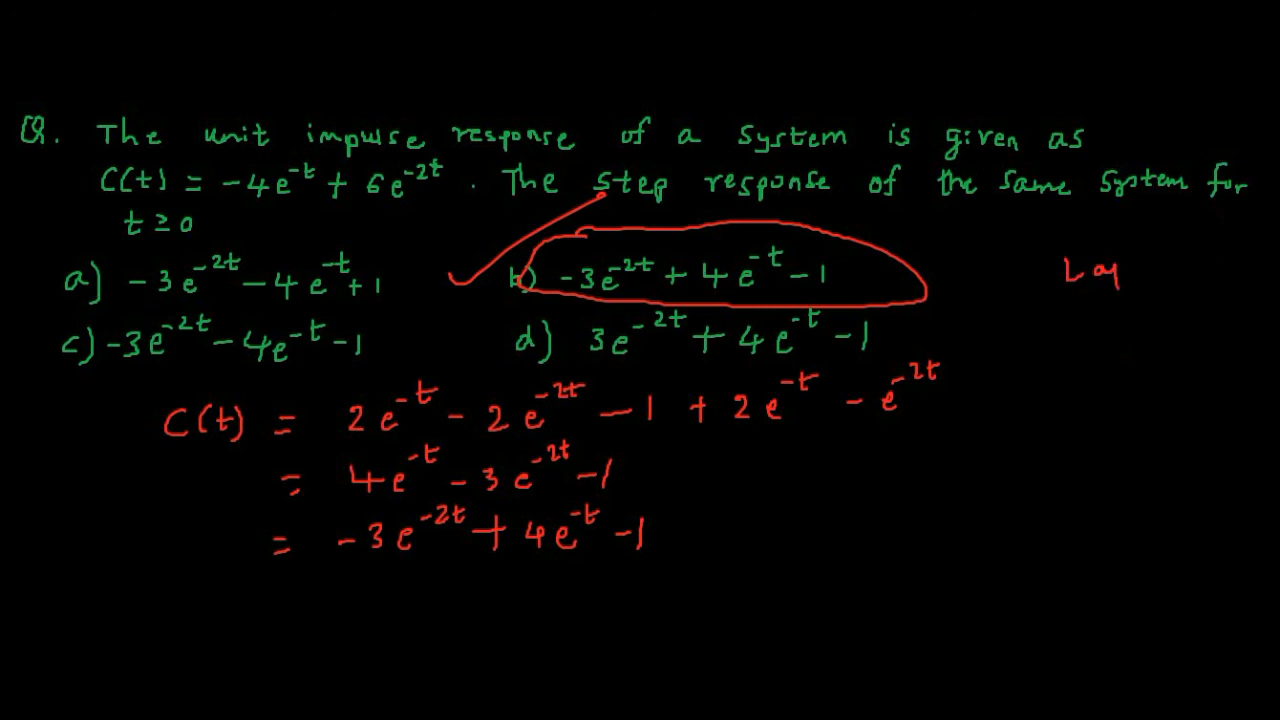 Q. The unit impulse response of a system is given as
C(t) = -4e^-t + 6e^-2t . The step response of the same system for
t ≥ 0
a) -3e^-2t - 4e^-t + 1 b) -3e^-2t + 4e^-t - 1 Lay
c) -3e^-2t - 4e^-t - 1 d) 3e^-2t + 4e^-t - 1
C(t) = 2e^-t - 2e^-2t - 1 + 2e^-t - e^-2t
= 4e^-t - 3e^-2t - 1
= -3e^-2t + 4e^-t - 1